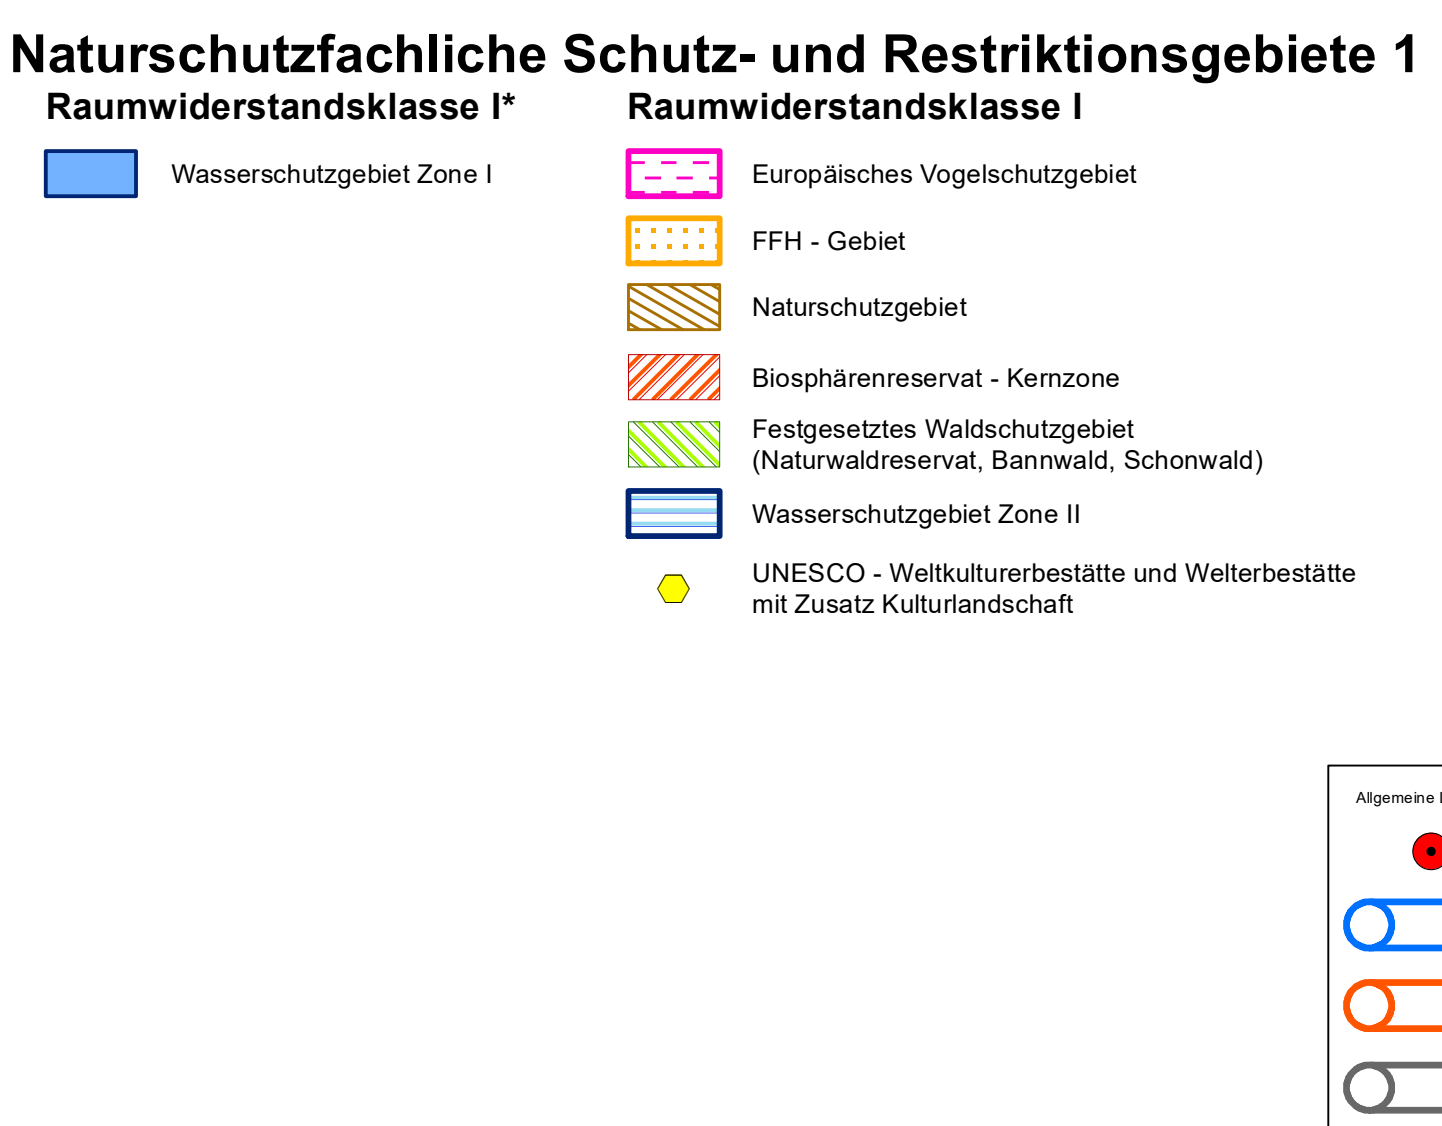 Naturschutzfachliche Schutz- und Restriktionsgebiete 1
Raumwiderstandsklasse I*
Wasserschutzgebiet Zone I
Raumwiderstandsklasse I
Europäisches Vogelschutzgebiet
FFH - Gebiet
Naturschutzgebiet
Biosphärenreservat - Kernzone
Festgesetztes Waldschutzgebiet
(Naturwaldreservat, Bannwald, Schonwald)
Wasserschutzgebiet Zone II
UNESCO - Weltkulturerbestätte und Welterbestätte
mit Zusatz Kulturlandschaft
Allgemeine